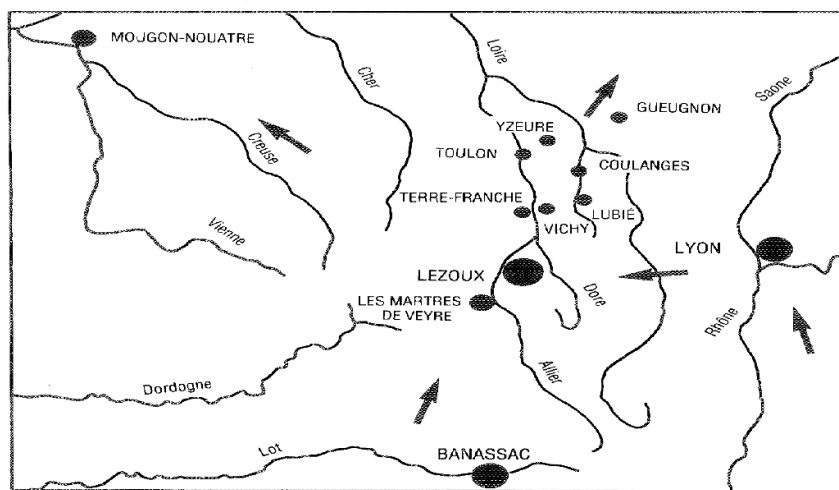 MOUGON-NOUATRE
Loire
Cher
Saone
GUEUGNON
YZEURE
TOULON
COULANGES
Creuse
TERRE-FRANCHE
LUBIÉ
VICHY
Vienne
LYON
LEZOUX
LES MARTRES
DE VEYRE
Dore
Rhône
Allier
Dordogne
Lot
BANASSAC